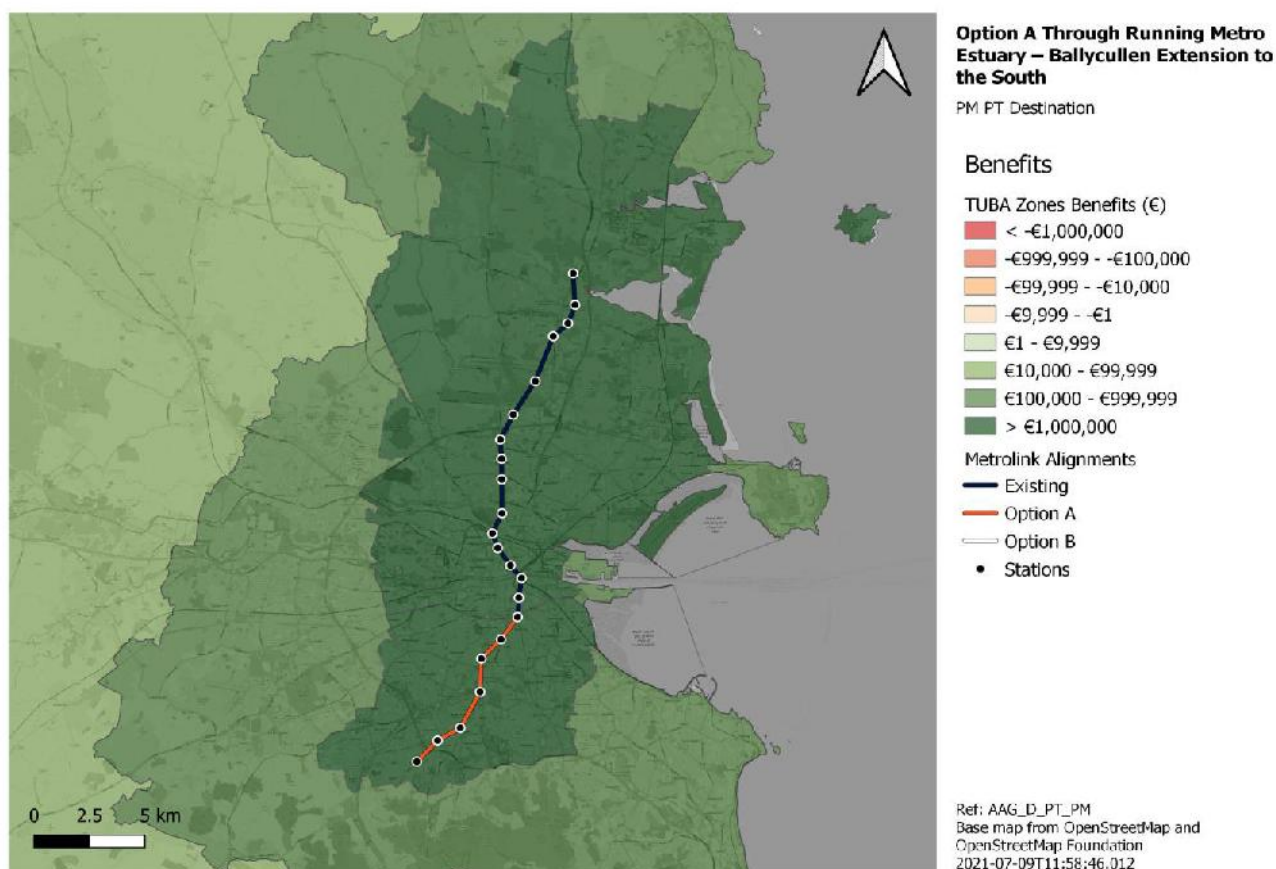 Option A Through Running Metro
Estuary – Ballycullen Extension to
the South
PM PT Destination
Benefits
TUBA Zones Benefits (€)
< -€1,000,000
-€999,999 - -€100,000
-€99,999 - -€10,000
-€9,999 - -€1
€1 - €9,999
€10,000 - €99,999
€100,000 - €999,999
> €1,000,000
Metrolink Alignments
Existing
Option A
Option B
Stations
0 2.5 5 km
Ref: AAG_D_PT_PM
Base map from OpenStreetMap and
OpenStreetMap Foundation
2021-07-09T11:58:46.012